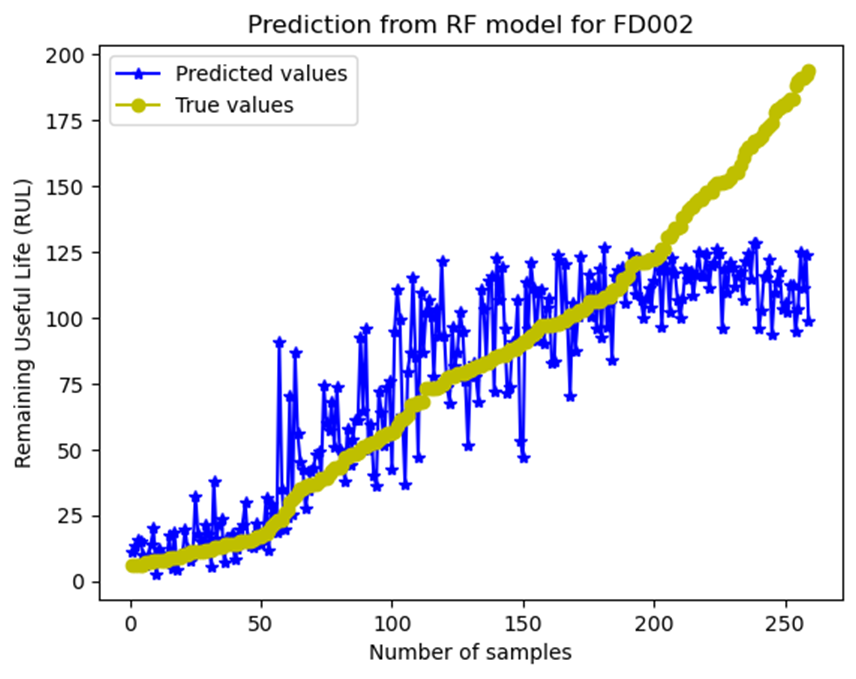 Prediction from RF model for FD002
Predicted values
True values
Remaining Useful Life (RUL)
200
175
150
125
100
75
50
25
0
0 50 100 150 200 250
Number of samples